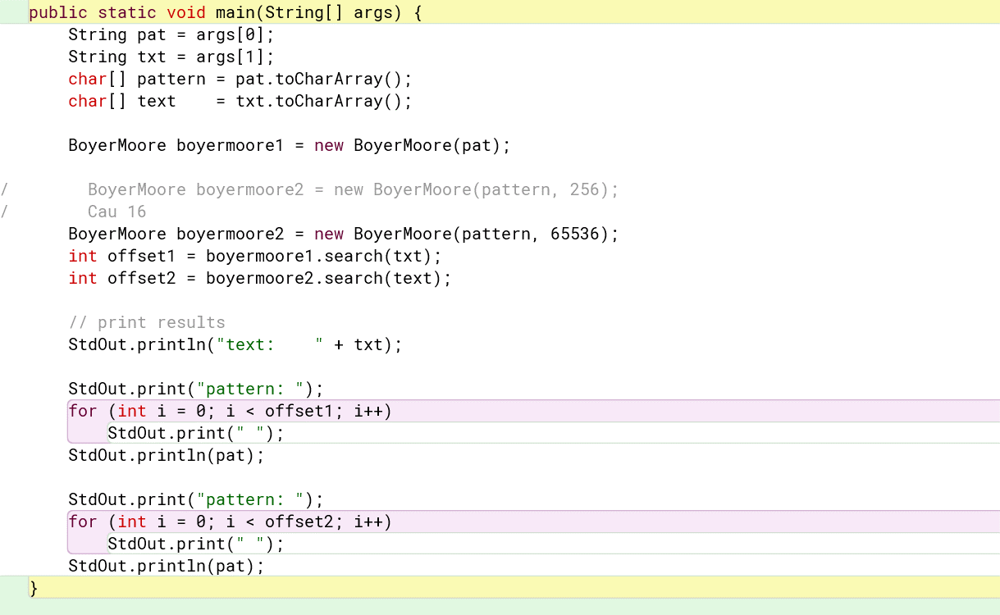 public static void main(String[] args) {
    String pat = args[0];
    String txt = args[1];
    char[] pattern = pat.toCharArray();
    char[] text    = txt.toCharArray();

    BoyerMoore boyermoore1 = new BoyerMoore(pat);

/        BoyerMoore boyermoore2 = new BoyerMoore(pattern, 256);
/        Cau 16
    BoyerMoore boyermoore2 = new BoyerMoore(pattern, 65536);
    int offset1 = boyermoore1.search(txt);
    int offset2 = boyermoore2.search(text);

    // print results
    StdOut.println("text:    " + txt);

    StdOut.print("pattern: ");
    for (int i = 0; i < offset1; i++)
        StdOut.print(" ");
    StdOut.println(pat);

    StdOut.print("pattern: ");
    for (int i = 0; i < offset2; i++)
        StdOut.print(" ");
    StdOut.println(pat);
}